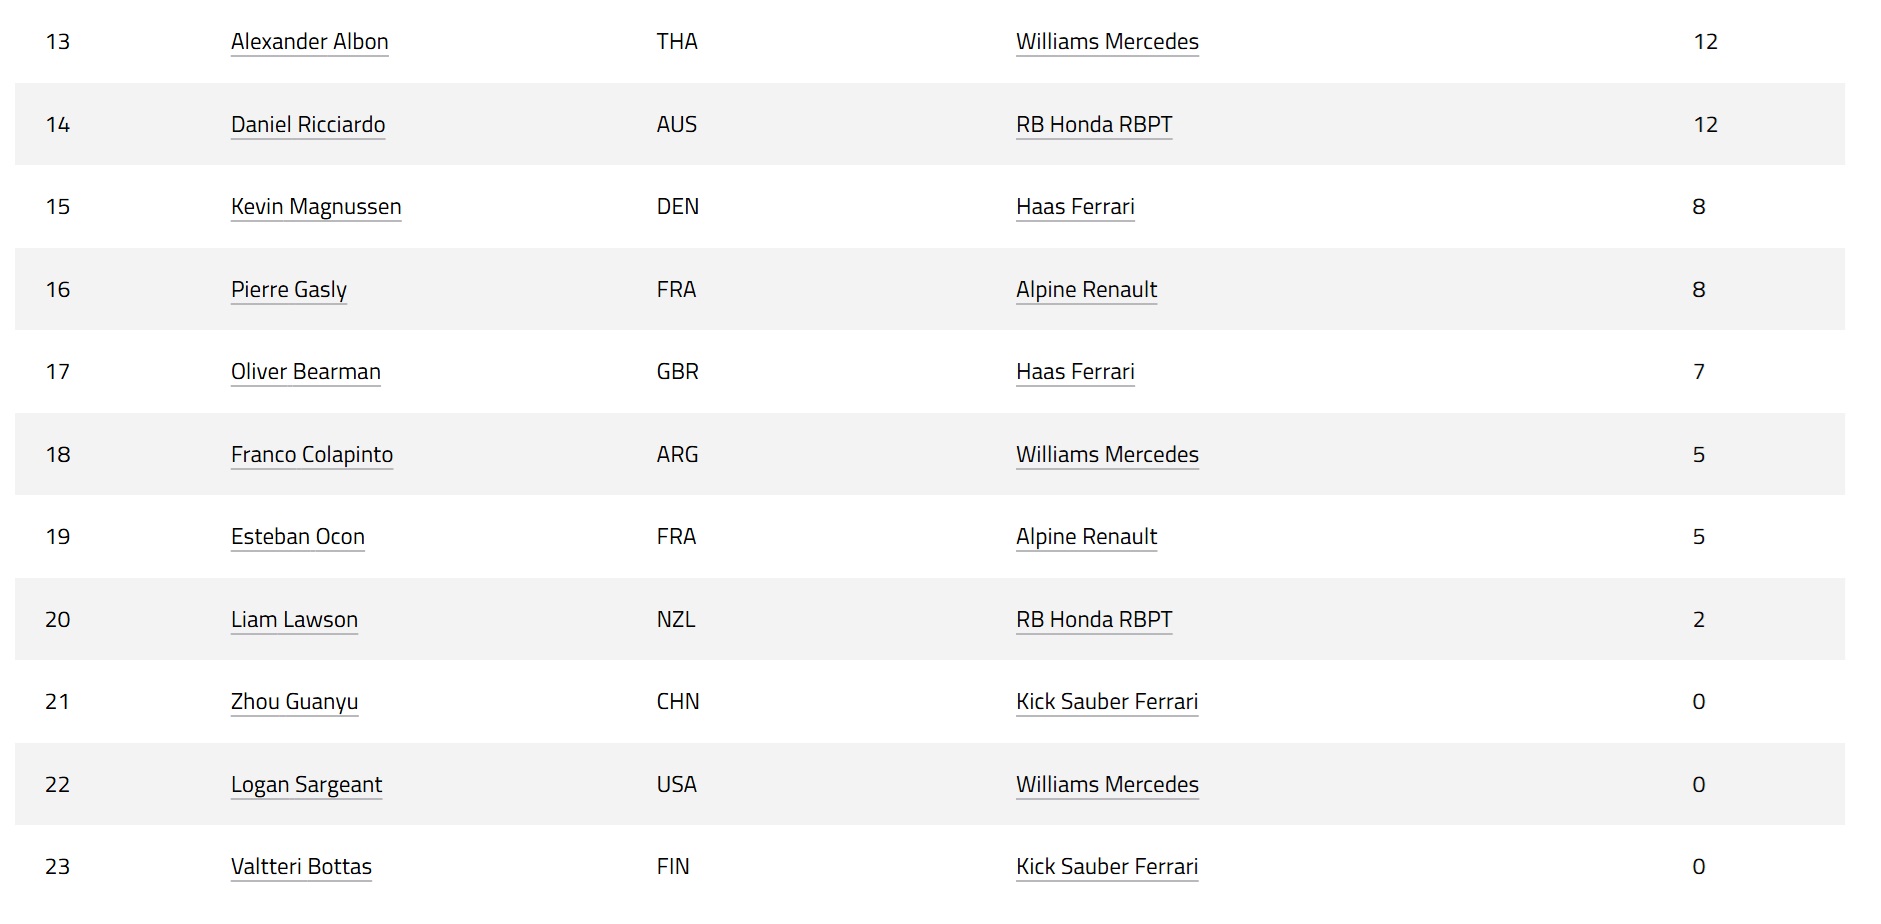 13 Alexander Albon THA Williams Mercedes 12
14 Daniel Ricciardo AUS RB Honda RBPT 12
15 Kevin Magnussen DEN Haas Ferrari 8
16 Pierre Gasly FRA Alpine Renault 8
17 Oliver Bearman GBR Haas Ferrari 7
18 Franco Colapinto ARG Williams Mercedes 5
19 Esteban Ocon FRA Alpine Renault 5
20 Liam Lawson NZL RB Honda RBPT 2
21 Zhou Guanyu CHN Kick Sauber Ferrari 0
22 Logan Sargeant USA Williams Mercedes 0
23 Valtteri Bottas FIN Kick Sauber Ferrari 0